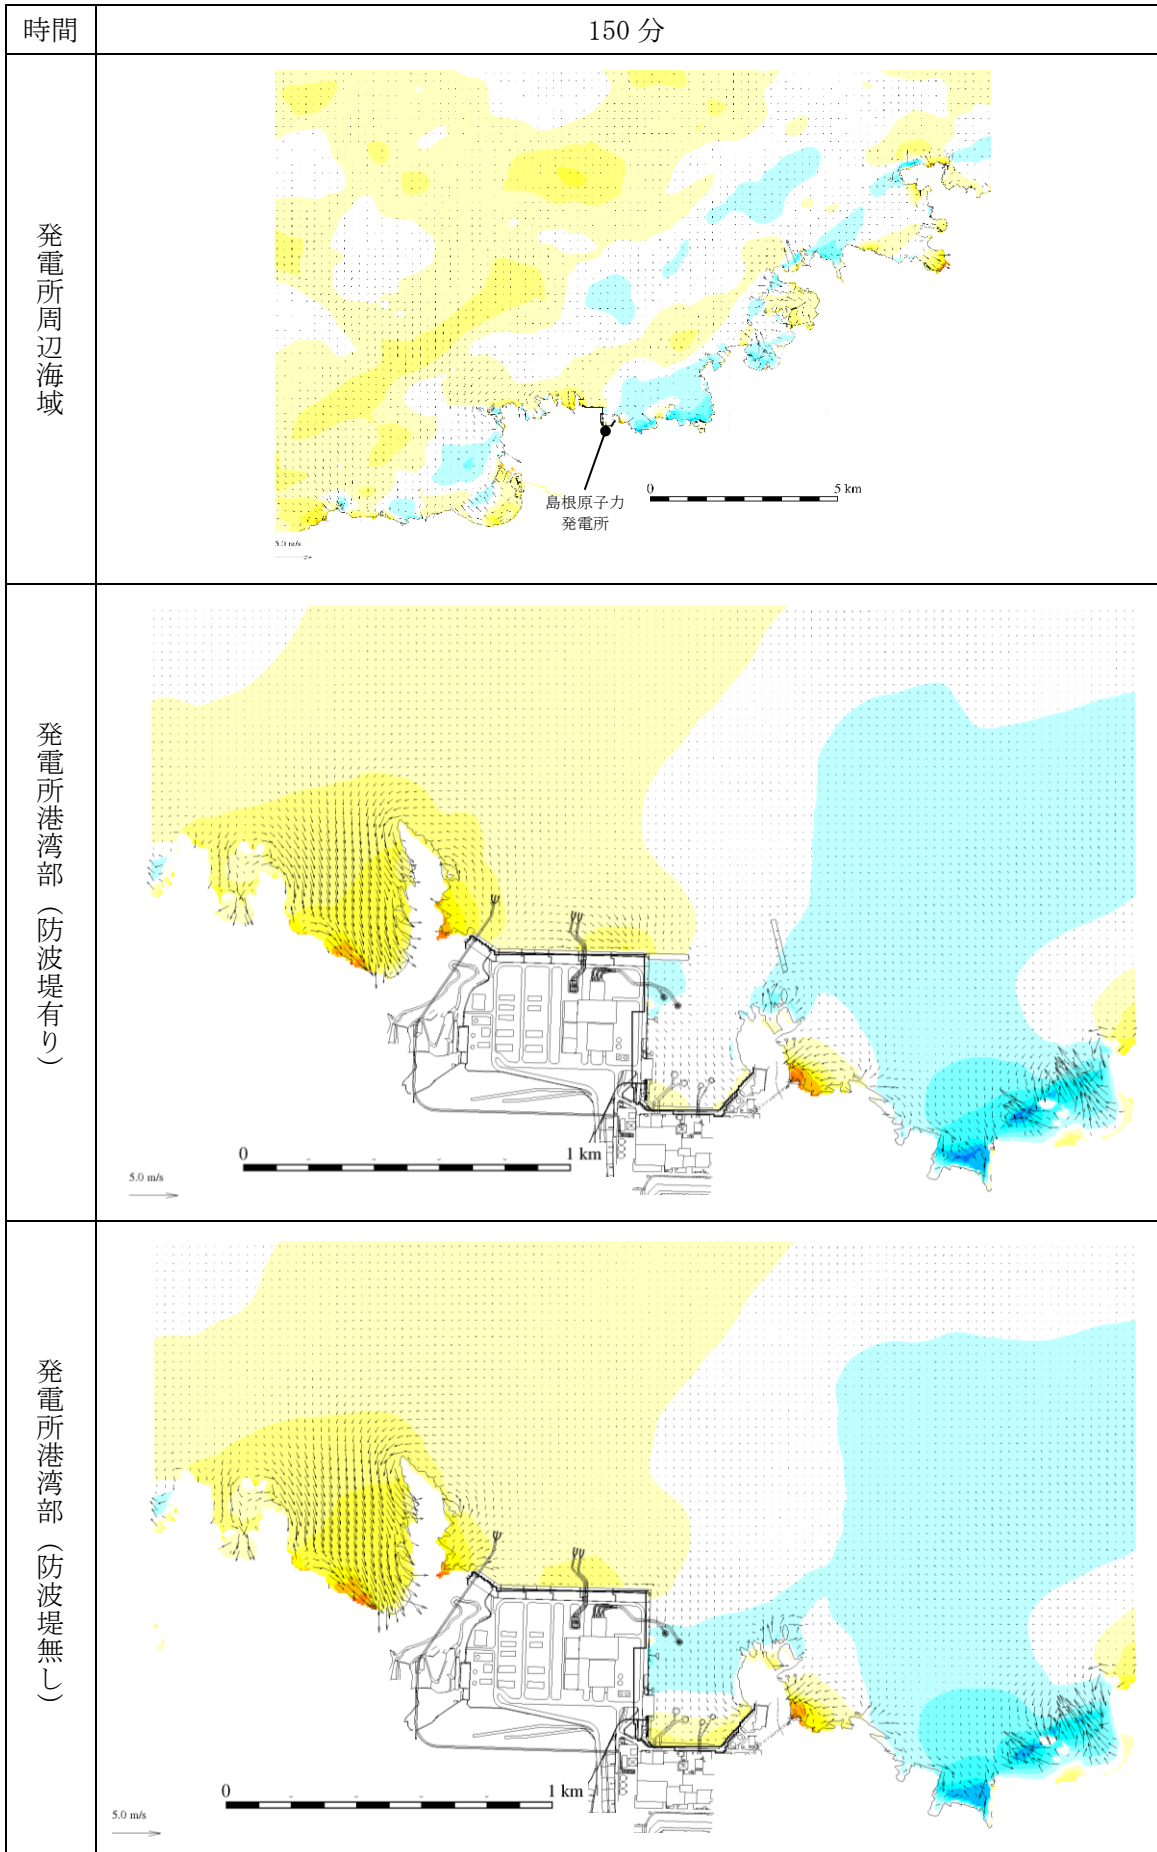 時間
150 分
発電所周辺海域
島根原子力
発電所
0
5 km
5.0 m/s
発電所港湾部（防波堤有り）
0
1 km
5.0 m/s
発電所港湾部（防波堤無し）
0
1 km
5.0 m/s